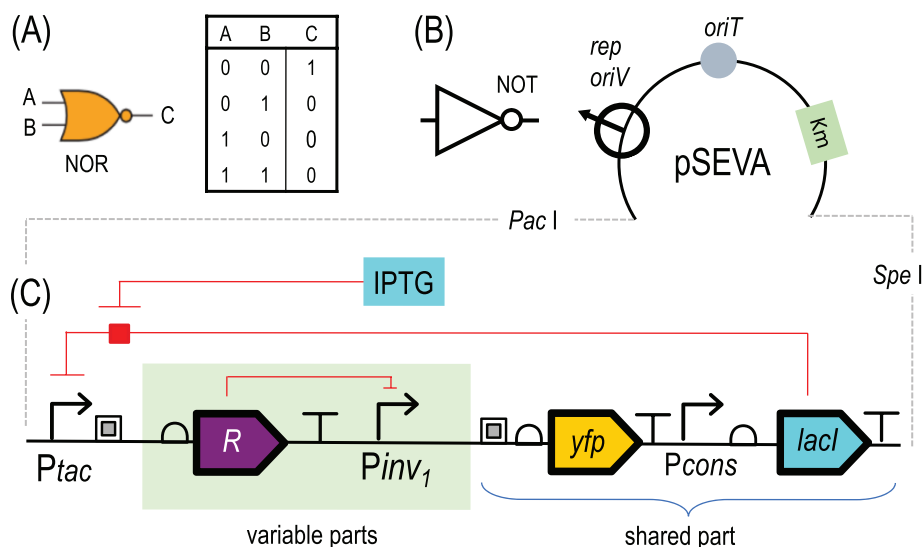 (A)
A B C
0 0 1
0 1 0
1 0 0
1 1 0
A
B
C
NOR
(B)
NOT
rep
oriV
oriT
Km
pSEVA
Pac I
Spe I
(C)
IPTG
Ptac
R
Pinv1
yfp
Pcons
lacI
variable parts
shared part